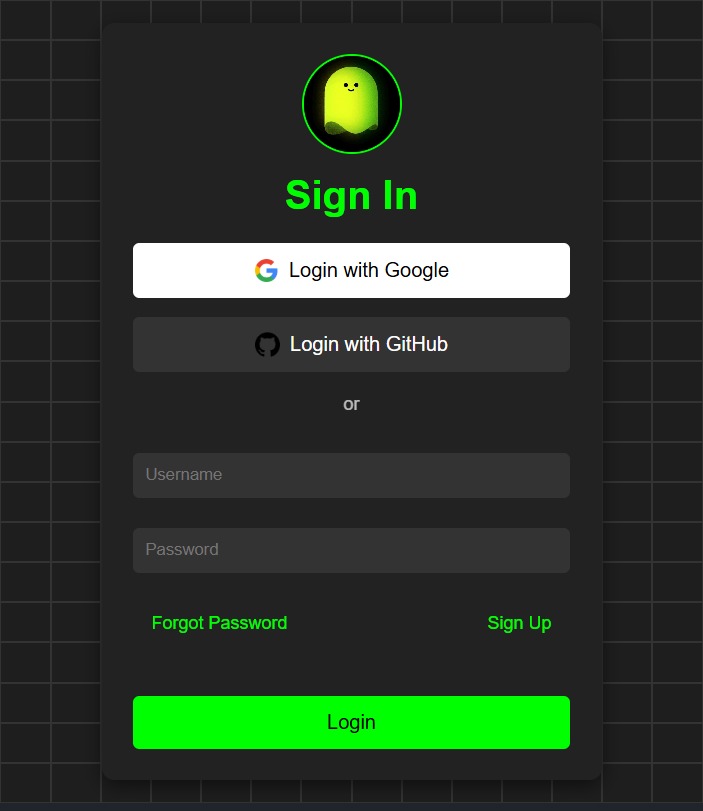 Sign In
Login with Google
Login with GitHub
or
Username
Password
Forgot Password
Sign Up
Login